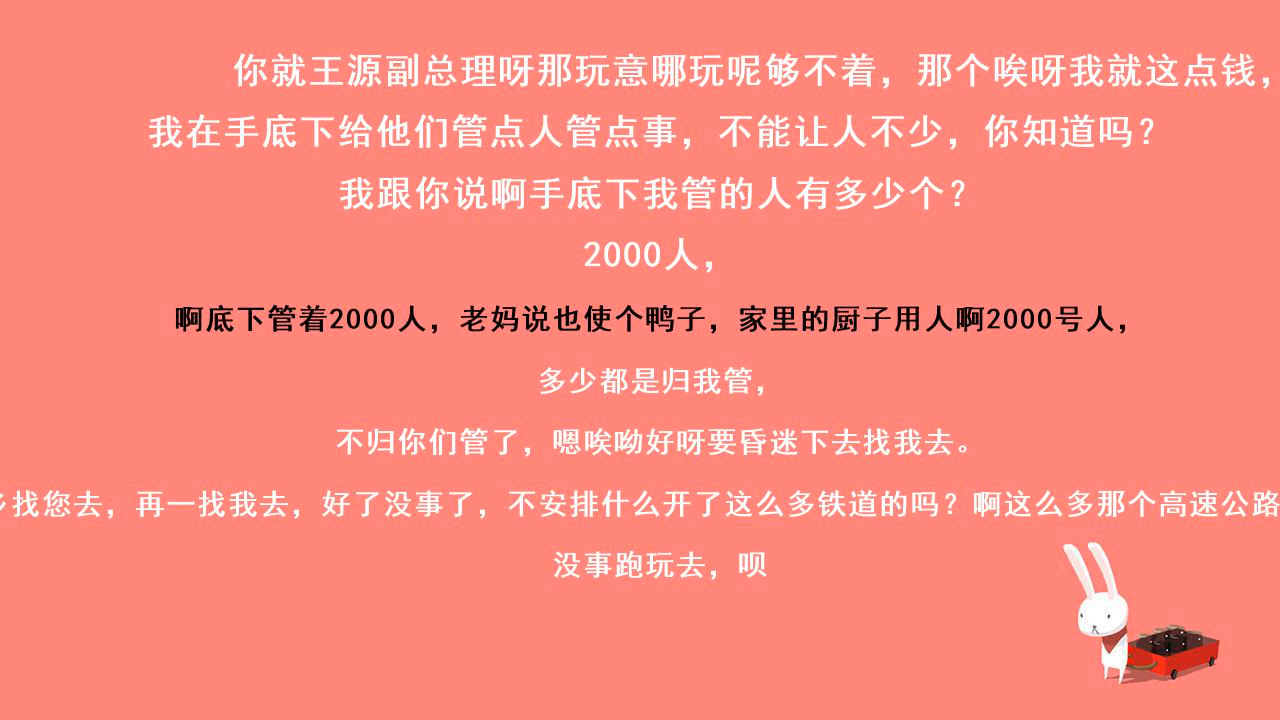 你就王源副总理呀那玩意哪玩呢够不着，那个唉呀我就这点钱，
我在手底下给他们管点人管点事，不能让人不少，你知道吗？
我跟你说啊手底下我管的人有多少个？
2000人，
啊底下管着2000人，老妈说也使个鸭子，家里的厨子用人啊2000号人，
多少都是归我管，
不归你们管了，嗯唉呦好呀要昏迷下去找我去。
找您去，再一找我去，好了没事了，不安排什么开了这么多铁道的吗？啊这么多那个高速公路
没事跑玩去，呗